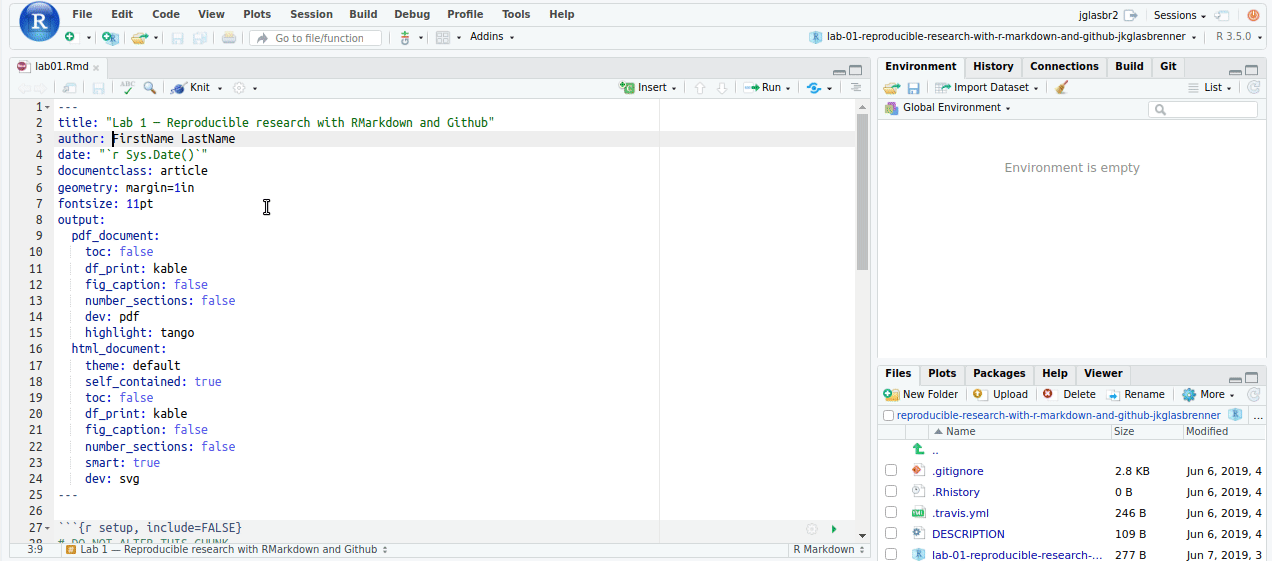 File Edit Code View Plots Session Build Debug Profile Tools Help
jglasbr2 Sessions
Go to file/function Addins
lab-01-reproducible-research-with-r-markdown-and-github-jkglasbrenner R 3.5.0
lab01.Rmd
ABC Knit Insert Run
1 ---
2 title: "Lab 1 – Reproducible research with RMarkdown and Github"
3 author: FirstName LastName
4 date: "`r Sys.Date()`"
5 documentclass: article
6 geometry: margin=1in
7 fontsize: 11pt
8 output:
9 pdf_document:
10 toc: false
11 df_print: kable
12 fig_caption: false
13 number_sections: false
14 dev: pdf
15 highlight: tango
16 html_document:
17 theme: default
18 self_contained: true
19 toc: false
20 df_print: kable
21 fig_caption: false
22 number_sections: false
23 smart: true
24 dev: svg
25 ---
26
27 ```{r setup, include=FALSE}
28 # DO NOT ALTER THIS CHUNK
3:9 # Lab 1 — Reproducible research with RMarkdown and Github R Markdown
Environment History Connections Build Git
Import Dataset List
Global Environment
Environment is empty
Files Plots Packages Help Viewer
New Folder Upload Delete Rename More
reproducible-research-with-r-markdown-and-github-jkglasbrenner ...
Name Size Modified
..
.gitignore 2.8 KB Jun 6, 2019, 4
.Rhistory 0 B Jun 6, 2019, 4
.travis.yml 246 B Jun 6, 2019, 4
DESCRIPTION 109 B Jun 6, 2019, 4
lab-01-reproducible-research-... 277 B Jun 7, 2019, 3